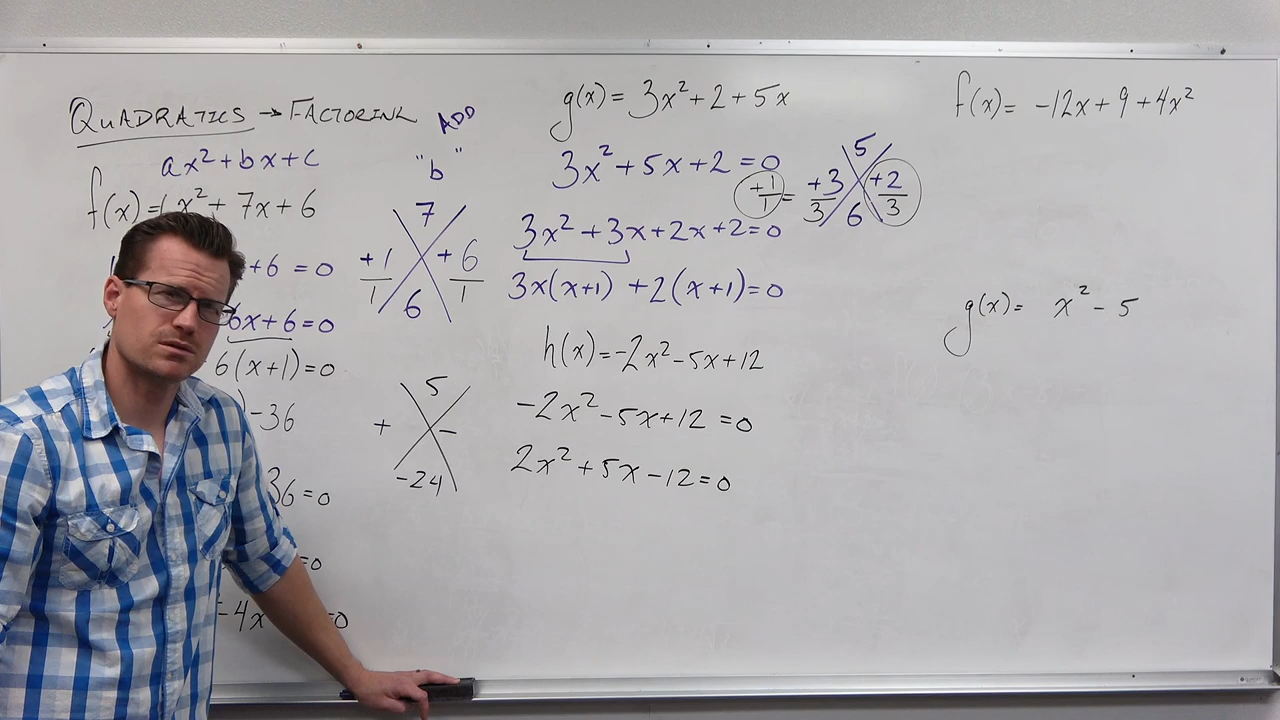 QUADRATICS → FACTORING
ADD
ax² + bx + c
"b"
f(x) = x² + 7x + 6
7
+6 = 0
+1/1 +6/1
6
6x + 6 = 0
6(x+1) = 0
-36
36 = 0
= 0
-4x =0
5
+ -
-24
g(x) = 3x² + 2 + 5x
3x² + 5x + 2 = 0
5
+1/1 = +3/3 +2/3
6
3x² + 3x + 2x + 2 = 0
3x(x+1) + 2(x+1) = 0
h(x) = -2x² - 5x + 12
-2x² - 5x + 12 = 0
2x² + 5x - 12 = 0
f(x) = -12x + 9 + 4x²
g(x) = x² - 5